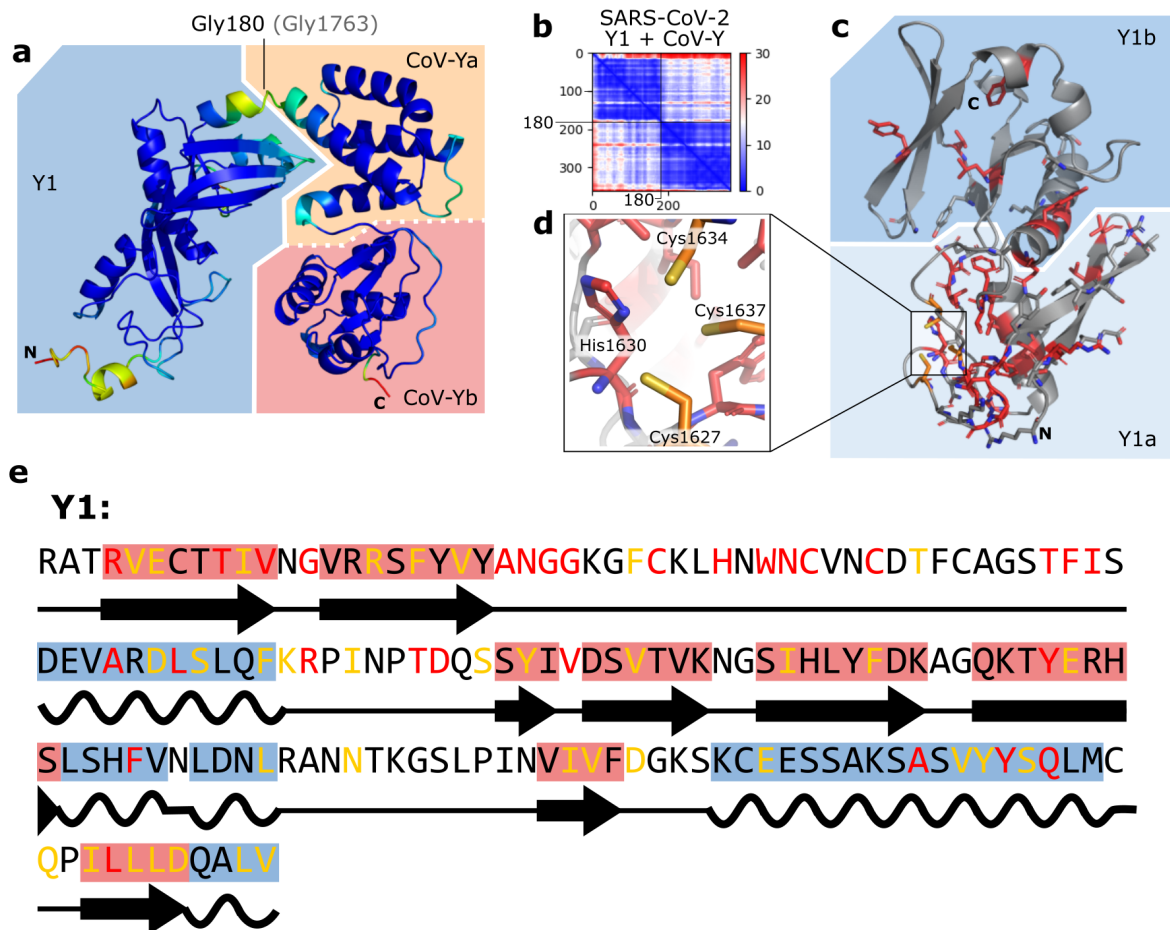 a
Gly180 (Gly1763)
CoV-Ya
Y1
N
C
CoV-Yb
b
SARS-CoV-2
Y1 + CoV-Y
0
100
180
200
300
180
200
30
20
10
0
c
Y1b
C
N
Y1a
d
Cys1634
Cys1637
His1630
Cys1627
e
Y1:
RATRVECTTIVNGVRRSFYVYANGGKGFCKLHNWNCVNCDTFCAGSTFIS
DEVARDLSLQFKRPINPTDQSSYIVDSVTVKNGSIHLYFDKAGQKTYERH
SLSHFVNLDNLRANNTKGSLPINVIVFDGKSKCEESSAKSASVYYSQLMC
QPILLLDQALV